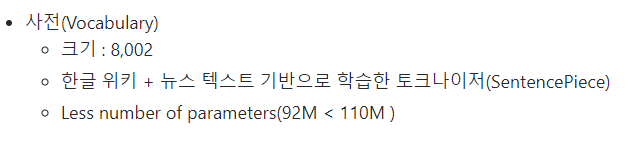 사전(Vocabulary)
크기 : 8,002
한글 위키 + 뉴스 텍스트 기반으로 학습한 토크나이저(SentencePiece)
Less number of parameters(92M < 110M )